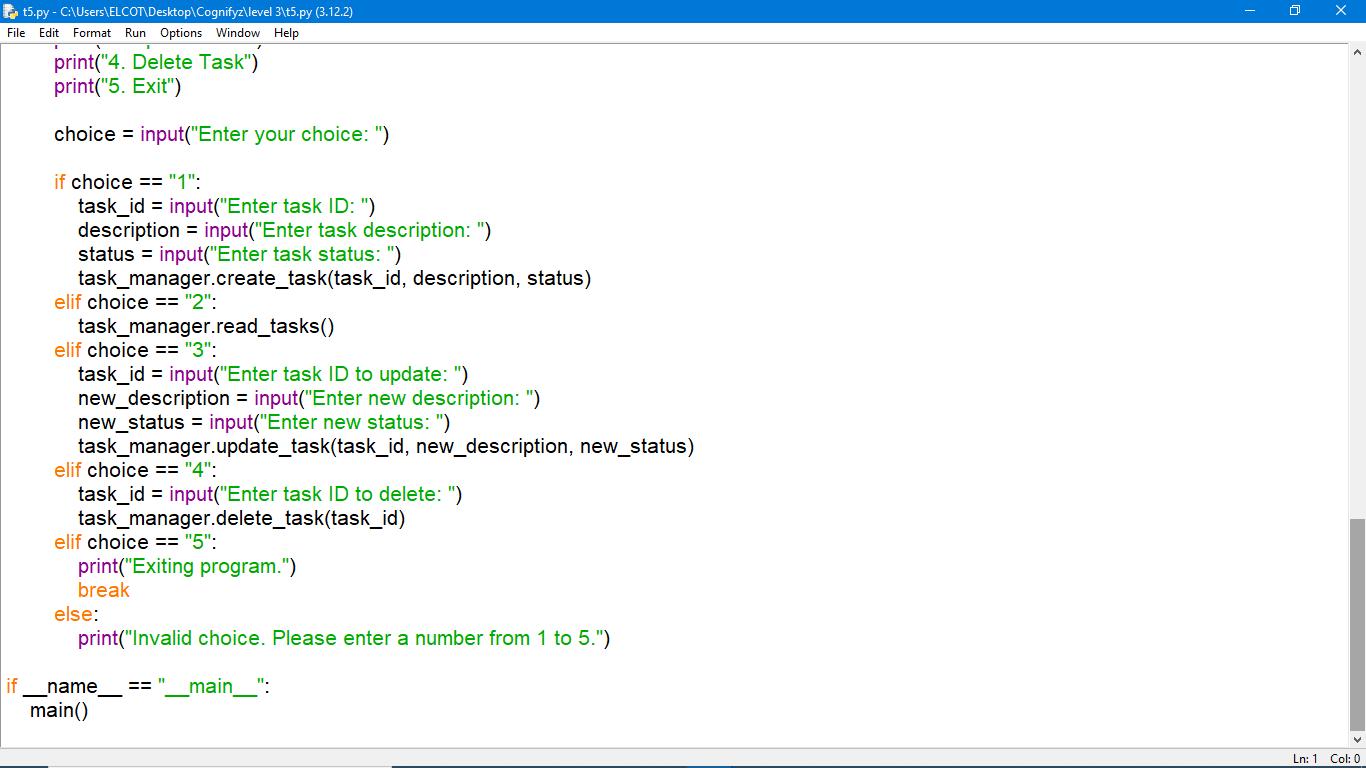 t5.py - C:\Users\ELCOT\Desktop\Cognifyz\level 3\t5.py (3.12.2)
File Edit Format Run Options Window Help
print("4. Delete Task")
print("5. Exit")
choice = input("Enter your choice: ")
if choice == "1":
task_id = input("Enter task ID: ")
description = input("Enter task description: ")
status = input("Enter task status: ")
task_manager.create_task(task_id, description, status)
elif choice == "2":
task_manager.read_tasks()
elif choice == "3":
task_id = input("Enter task ID to update: ")
new_description = input("Enter new description: ")
new_status = input("Enter new status: ")
task_manager.update_task(task_id, new_description, new_status)
elif choice == "4":
task_id = input("Enter task ID to delete: ")
task_manager.delete_task(task_id)
elif choice == "5":
print("Exiting program.")
break
else:
print("Invalid choice. Please enter a number from 1 to 5.")
if __name__ == "__main__":
main()
Ln: 1 Col: 0